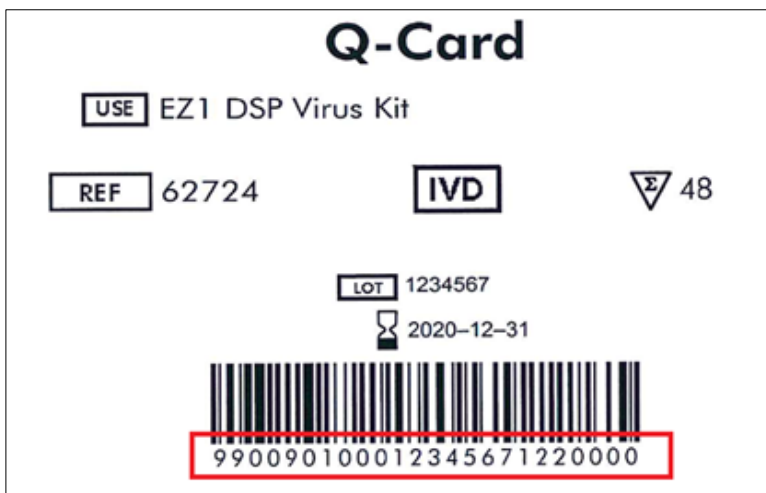 Q-Card
USE EZ1 DSP Virus Kit
REF 62724 IVD Σ 48
LOT 1234567
2020–12–31
990090100012345671220000